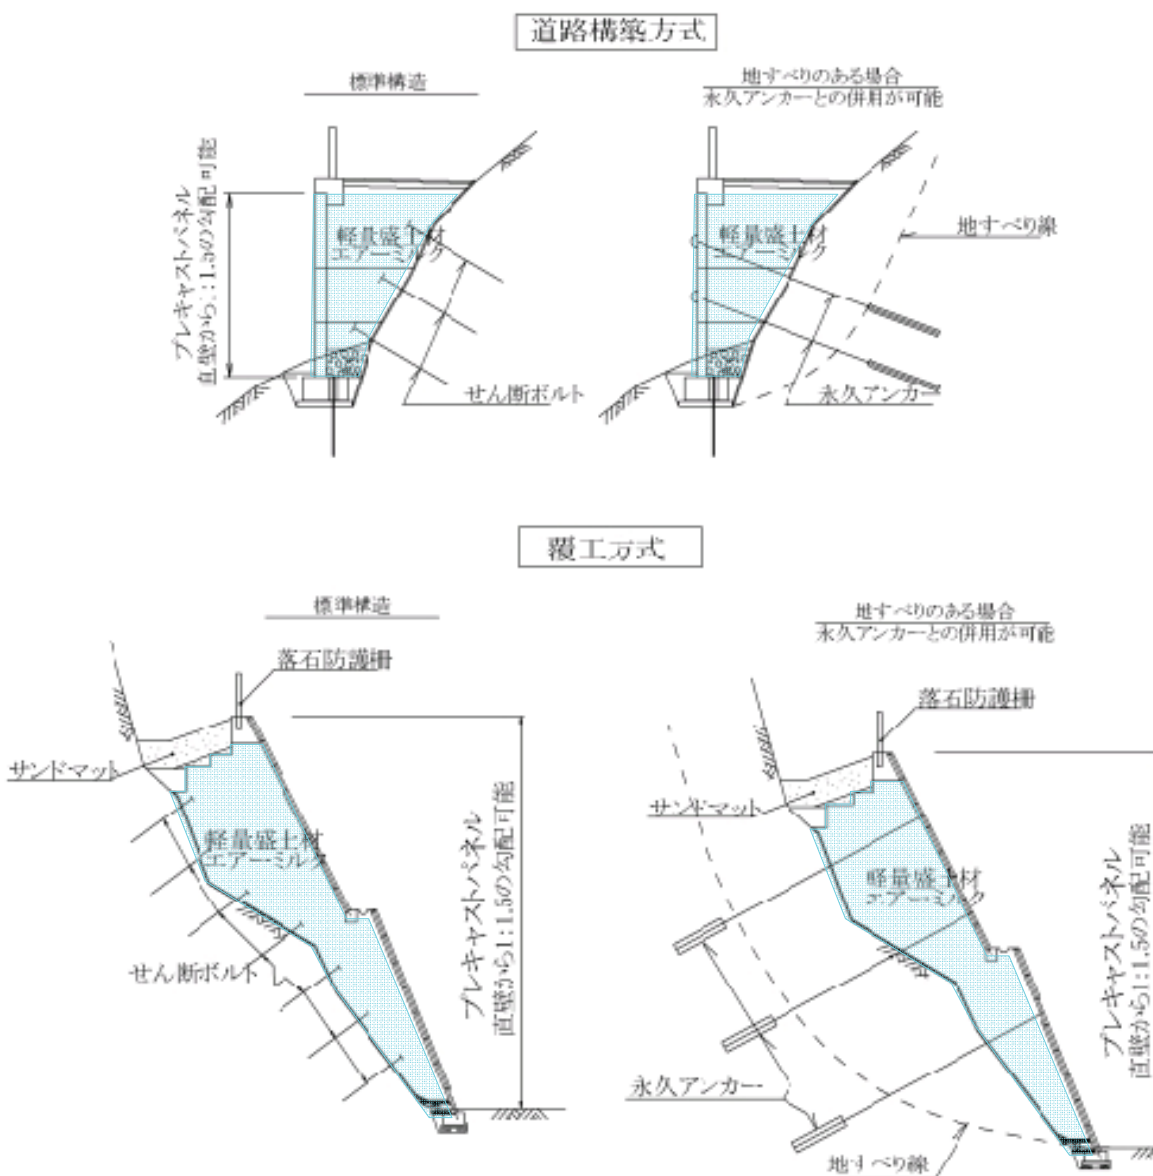 道路構築方式
標準構造
地すべりのある場合
永久アンカーとの併用が可能
プレキャストパネル
直壁から1:1.5の勾配可能
軽量盛土材
エアーミルク
せん断ボルト
軽量盛土材
エアーミルク
地すべり線
永久アンカー
覆工方式
標準構造
地すべりのある場合
永久アンカーとの併用が可能
落石防護柵
サンドマット
軽量盛土材
エアーミルク
せん断ボルト
プレキャストパネル
直壁から1:1.5の勾配可能
落石防護柵
サンドマット
軽量盛土材
エアーミルク
永久アンカー
地すべり線
プレキャストパネル
直壁から1:1.5の勾配可能